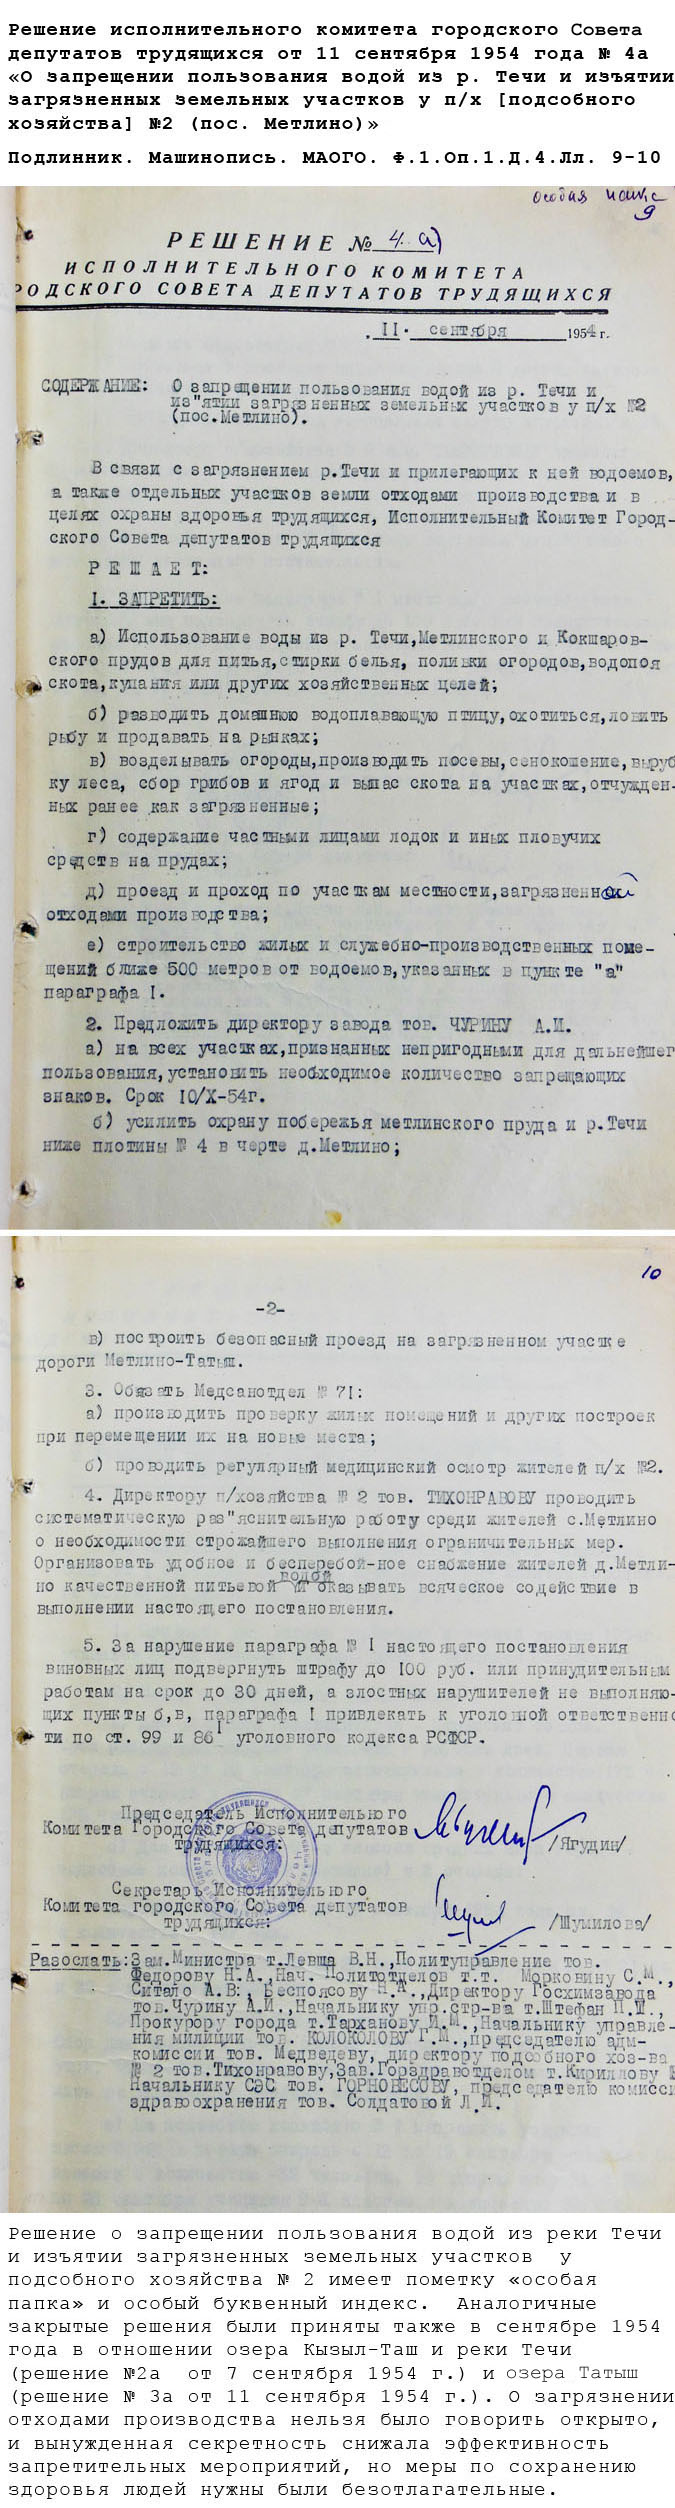 Решение исполнительного комитета городского Совета
депутатов трудящихся от 11 сентября 1954 года № 4а
«О запрещении пользования водой из р. Течи и изъятии
загрязненных земельных участков у п/х [подсобного
хозяйства] №2 (пос. Метлино)»
Подлинник. Машинопись. МАОГО. Ф.1.Оп.1.Д.4.Лл. 9-10
особая
9
РЕШЕНИЕ № 4. а)
ИСПОЛНИТЕЛЬНОГО КОМИТЕТА
РОДСКОГО СОВЕТА ДЕПУТАТОВ ТРУДЯЩИХСЯ
"II" сентября 1954 г.
СОДЕРЖАНИЕ: О запрещении пользования водой из р. Течи и
из"ятии загрязненных земельных участков у п/х №2
(пос.Метлино).
В связи с загрязнением р.Течи и прилегающих к ней водоемов,
а также отдельных участков земли отходами производства и в
целях охраны здоровья трудящихся, Исполнительный Комитет Город-
ского Совета депутатов трудящихся
РЕШАЕТ:
I. ЗАПРЕТИТЬ:
а) Использование воды из р. Течи,Метлинского и Кокшаров-
ского прудов для питья,стирки белья, поливки огородов,водопоя
скота,купания или других хозяйственных целей;
б) разводить домашнюю водоплавающую птицу,охотиться,ловить
рыбу и продавать на рынках;
в) возделывать огороды,производить посевы,сенокошение,выруб
ку леса, сбор грибов и ягод и выпас скота на участках,отчужден-
ных ранее как загрязненные;
г) содержание частными лицами лодок и иных пловучих
средств на прудах;
д) проезд и проход по участкам местности,загрязненной
отходами производства;
е) строительство жилых и служебно-производственных поме-
щений ближе 500 метров от водоемов,указанных в пункте "а"
параграфа I.
2. Предложить директору завода тов. ЧУРИНУ А.И.
а) на всех участках,признанных непригодными для дальнейшег
пользования,установить необходимое количество запрещающих
знаков. Срок IO/X-54г.
б) усилить охрану побережья метлинского пруда и р.Течи
ниже плотины № 4 в черте д.Метлино;
10
-2-
в) построить безопасный проезд на загрязненном участке
дороги Метлино-Татыш.
3. Обязать Медсанотдел № 7I:
а) производить проверку жилых помещений и других построек
при перемещении их на новые места;
б) проводить регулярный медицинский осмотр жителей п/х №2.
4. Директору п/хозяйства № 2 тов. ТИХОНРАВОВУ проводить
систематическую раз"яснительную работу среди жителей с.Метлино
о необходимости строжайшего выполнения ограничительных мер.
Организовать удобное и бесперебой-ное снабжение жителей д.Метли-
но качественной питьевой водой и оказывать всяческое содействие в
выполнении настоящего постановления.
5. За нарушение параграфа № I настоящего постановления
виновных лиц подвергнуть штрафу до IOO руб. или принудительным
работам на срок до 30 дней, а злостных нарушителей не выполняю-
щих пункты б,в, параграфа I привлекать к уголовной ответственно
ти по ст. 99 и 86 I уголовного кодекса РСФСР.
Председатель Исполнительного
Комитета Городского Совета депутатов
трудящихся: /Ягудин/
Секретарь Исполнительного
Комитета городского Совета депутатов
трудящихся: /Шумилова/
Разослать: Зам.Министра т.Левша В.Н.,Политуправление тов.
Федорову Н.А.,Нач. Политотделов т.т. Морковину С.М.,
Ситало А.В., Беспоясову Н.А.,Директору Госхимзавода
тов.Чурину А.И.,Начальнику упр.стр-ва т.Штефан П.И.,
Прокурору города т.Тарханову И.М.,Начальнику управле-
ния милиции тов. КОЛОКОЛОВУ Г.М.,председателю адм-
комиссии тов. Медведеву, директору подсобного хоз-ва
№ 2 тов.Тихонравову,Зав.Горздравотделом т.Кириллову
Начальнику СЭС тов. ГОРНОВЕСОВУ, председателю комисси
здравоохранения тов. Солдатовой Л.И.
Решение о запрещении пользования водой из реки Течи
и изъятии загрязненных земельных участков у
подсобного хозяйства № 2 имеет пометку «особая
папка» и особый буквенный индекс. Аналогичные
закрытые решения были приняты также в сентябре 1954
года в отношении озера Кызыл-Таш и реки Течи
(решение №2а от 7 сентября 1954 г.) и озера Татыш
(решение № 3а от 11 сентября 1954 г.). О загрязнении
отходами производства нельзя было говорить открыто,
и вынужденная секретность снижала эффективность
запретительных мероприятий, но меры по сохранению
здоровья людей нужны были безотлагательные.